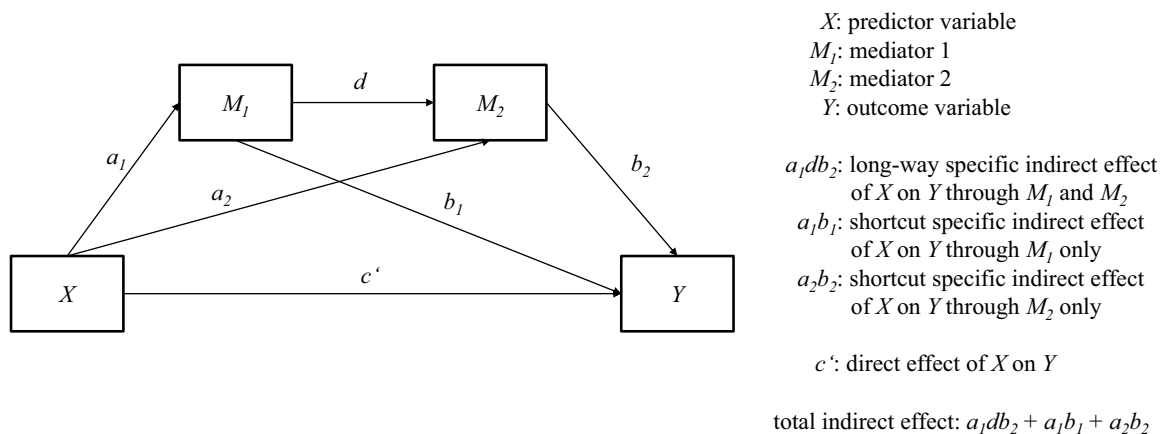 M₁
d
M₂
a₁
a₂
b₁
b₂
X
c‘
Y
X: predictor variable
M₁: mediator 1
M₂: mediator 2
Y: outcome variable
a₁db₂: long-way specific indirect effect
of X on Y through M₁ and M₂
a₁b₁: shortcut specific indirect effect
of X on Y through M₁ only
a₂b₂: shortcut specific indirect effect
of X on Y through M₂ only
c‘: direct effect of X on Y
total indirect effect: a₁db₂ + a₁b₁ + a₂b₂